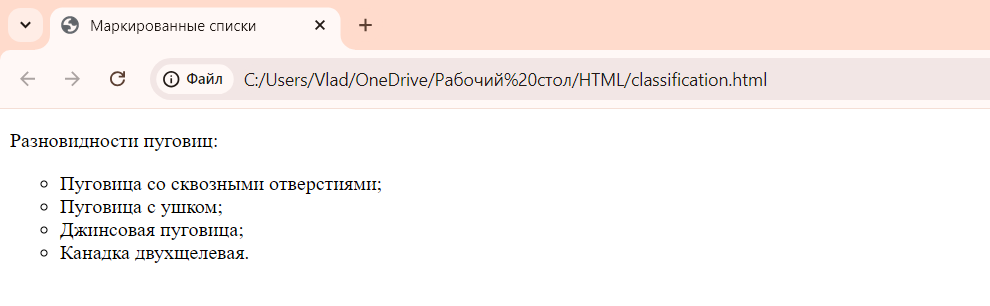 Маркированные списки
Файл C:/Users/Vlad/OneDrive/Рабочий%20стол/HTML/classification.html
Разновидности пуговиц:
Пуговица со сквозными отверстиями;
Пуговица с ушком;
Джинсовая пуговица;
Канадка двухщелевая.